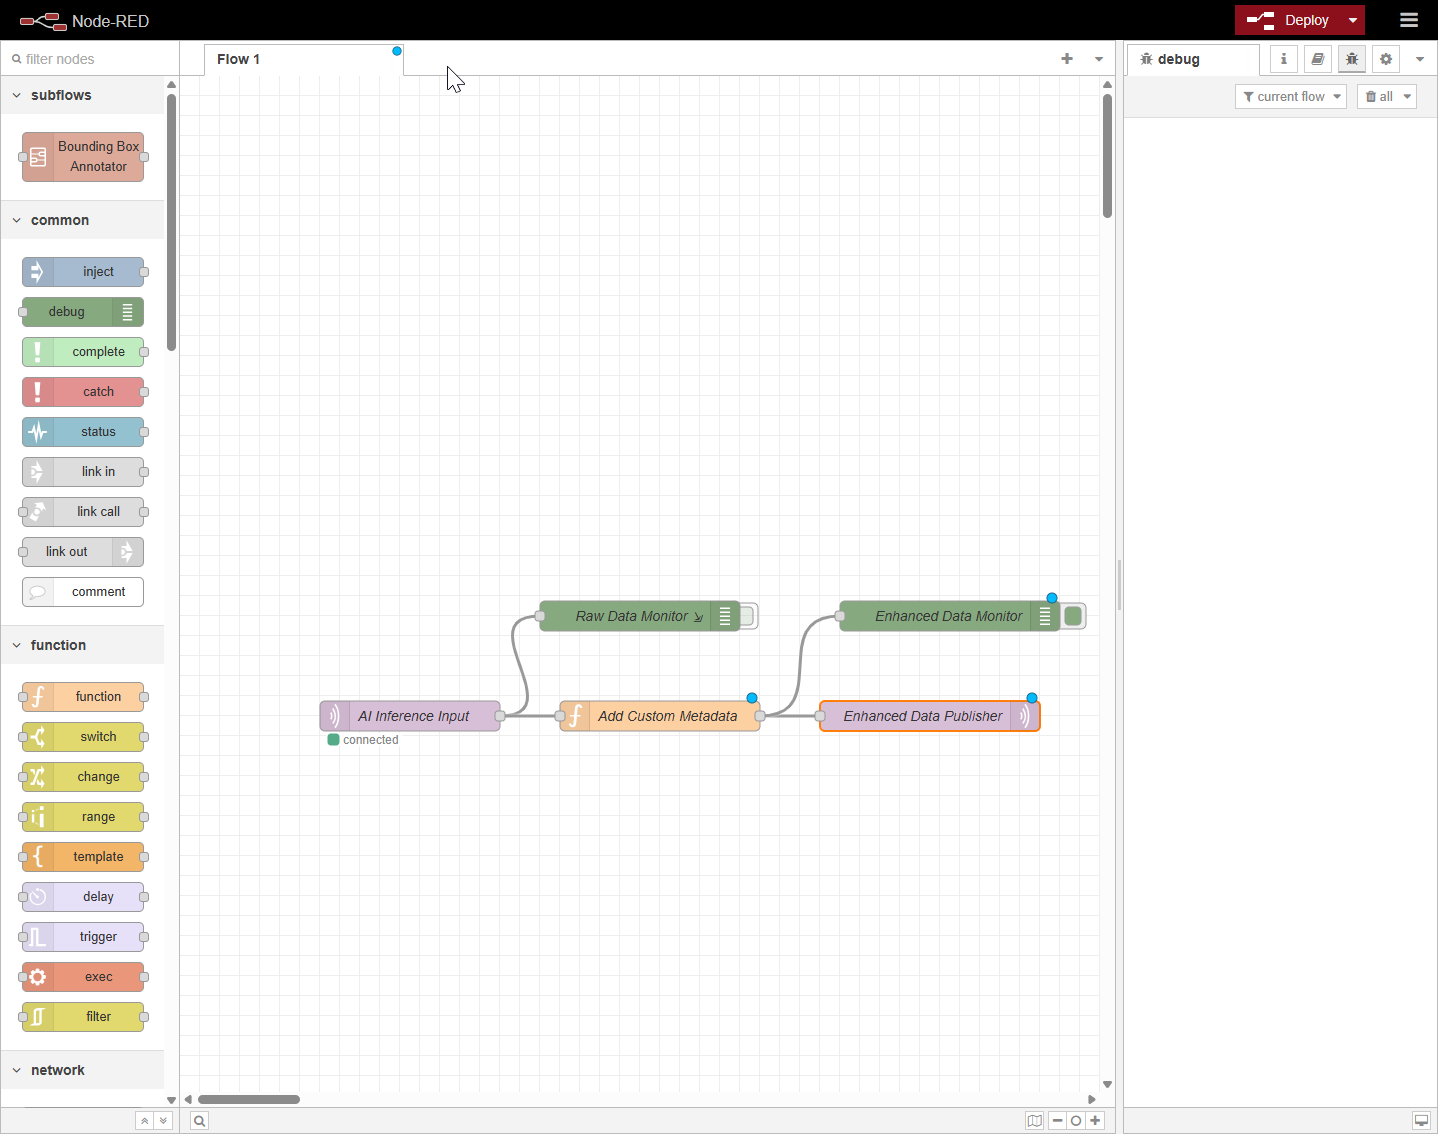 Node-RED
Deploy
filter nodes
Flow 1
debug
current flow
all
subflows
Bounding Box
Annotator
common
inject
debug
complete
catch
status
link in
link call
link out
comment
function
function
switch
change
range
template
delay
trigger
exec
filter
network
Raw Data Monitor
Enhanced Data Monitor
AI Inference Input
Add Custom Metadata
Enhanced Data Publisher
connected